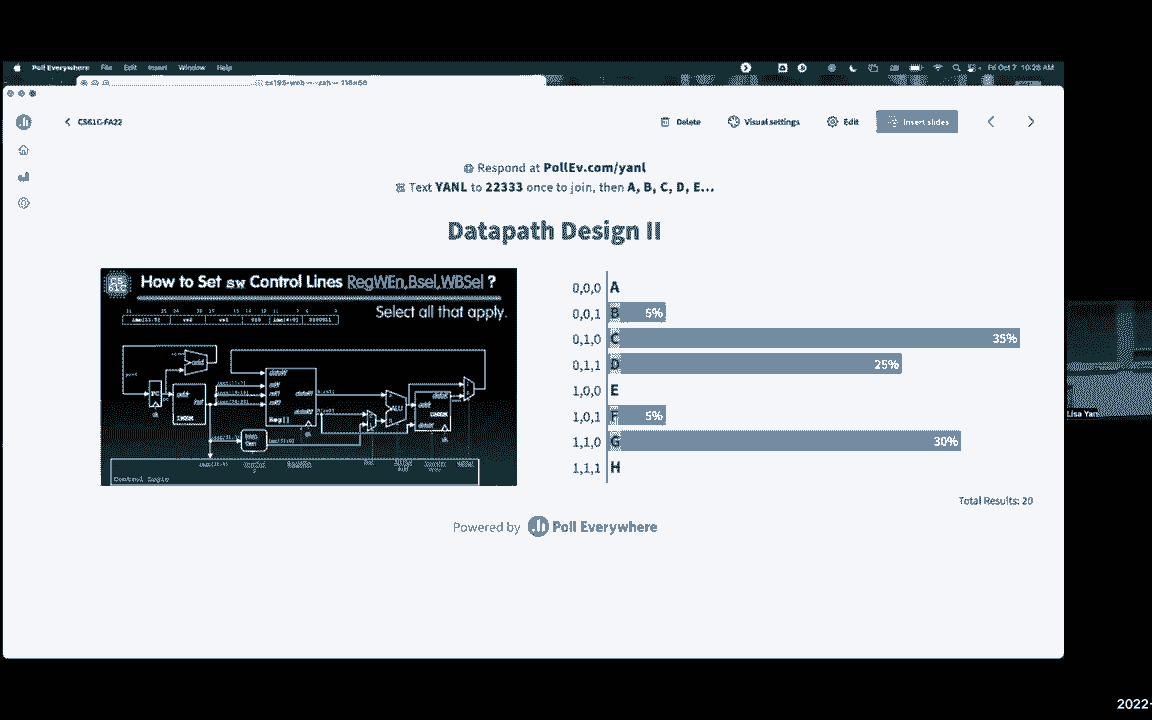 Poll Everywhere File Edit Insert Window Help
Fri Oct 7 10:28 AM
CS61C-FA22
Delete
Visual settings
Edit
Insert slides
Respond at PollEv.com/yanl
Text YANL to 22333 once to join, then A, B, C, D, E...
Datapath Design II
CS 61C
How to Set sw Control Lines RegWEn,Bsel,WBSel ?
Select all that apply.
add
PC
IMEM
Reg[]
Imm Gen
ALU
DMEM
Control Logic
0,0,0 A
0,0,1 B 5%
0,1,0 C 35%
0,1,1 D 25%
1,0,0 E
1,0,1 F 5%
1,1,0 G 30%
1,1,1 H
Total Results: 20
Powered by Poll Everywhere
Lisa Yan
2022-